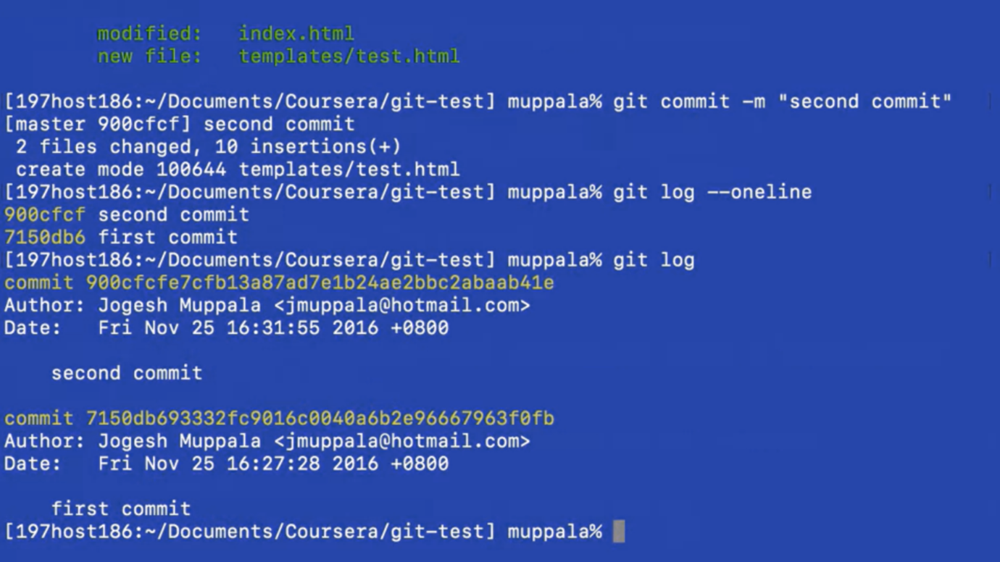 modified:   index.html
new file:   templates/test.html
[197host186:~/Documents/Coursera/git-test] muppala% git commit -m "second commit"
[master 900cfcf] second commit
2 files changed, 10 insertions(+)
create mode 100644 templates/test.html
[197host186:~/Documents/Coursera/git-test] muppala% git log --oneline
900cfcf second commit
7150db6 first commit
[197host186:~/Documents/Coursera/git-test] muppala% git log
commit 900cfcfe7cfb13a87ad7e1b24ae2bbc2abaab41e
Author: Jogesh Muppala <jmuppala@hotmail.com>
Date:   Fri Nov 25 16:31:55 2016 +0800
second commit
commit 7150db693332fc9016c0040a6b2e96667963f0fb
Author: Jogesh Muppala <jmuppala@hotmail.com>
Date:   Fri Nov 25 16:27:28 2016 +0800
first commit
[197host186:~/Documents/Coursera/git-test] muppala%